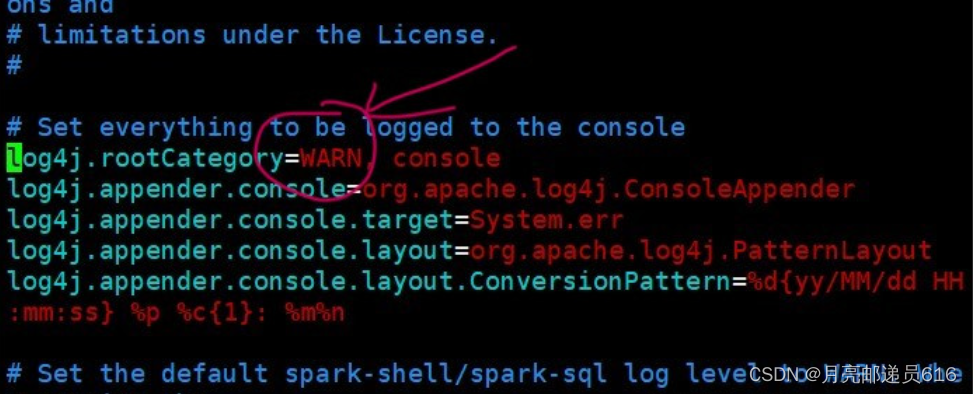 ons and
# limitations under the License.
#
# Set everything to be logged to the console
log4j.rootCategory=WARN, console
log4j.appender.console=org.apache.log4j.ConsoleAppender
log4j.appender.console.target=System.err
log4j.appender.console.layout=org.apache.log4j.PatternLayout
log4j.appender.console.layout.ConversionPattern=%d{yy/MM/dd HH
:mm:ss} %p %c{1}: %m%n
# Set the default spark-shell/spark-sql log level to
CSDN @月亮邮递员616